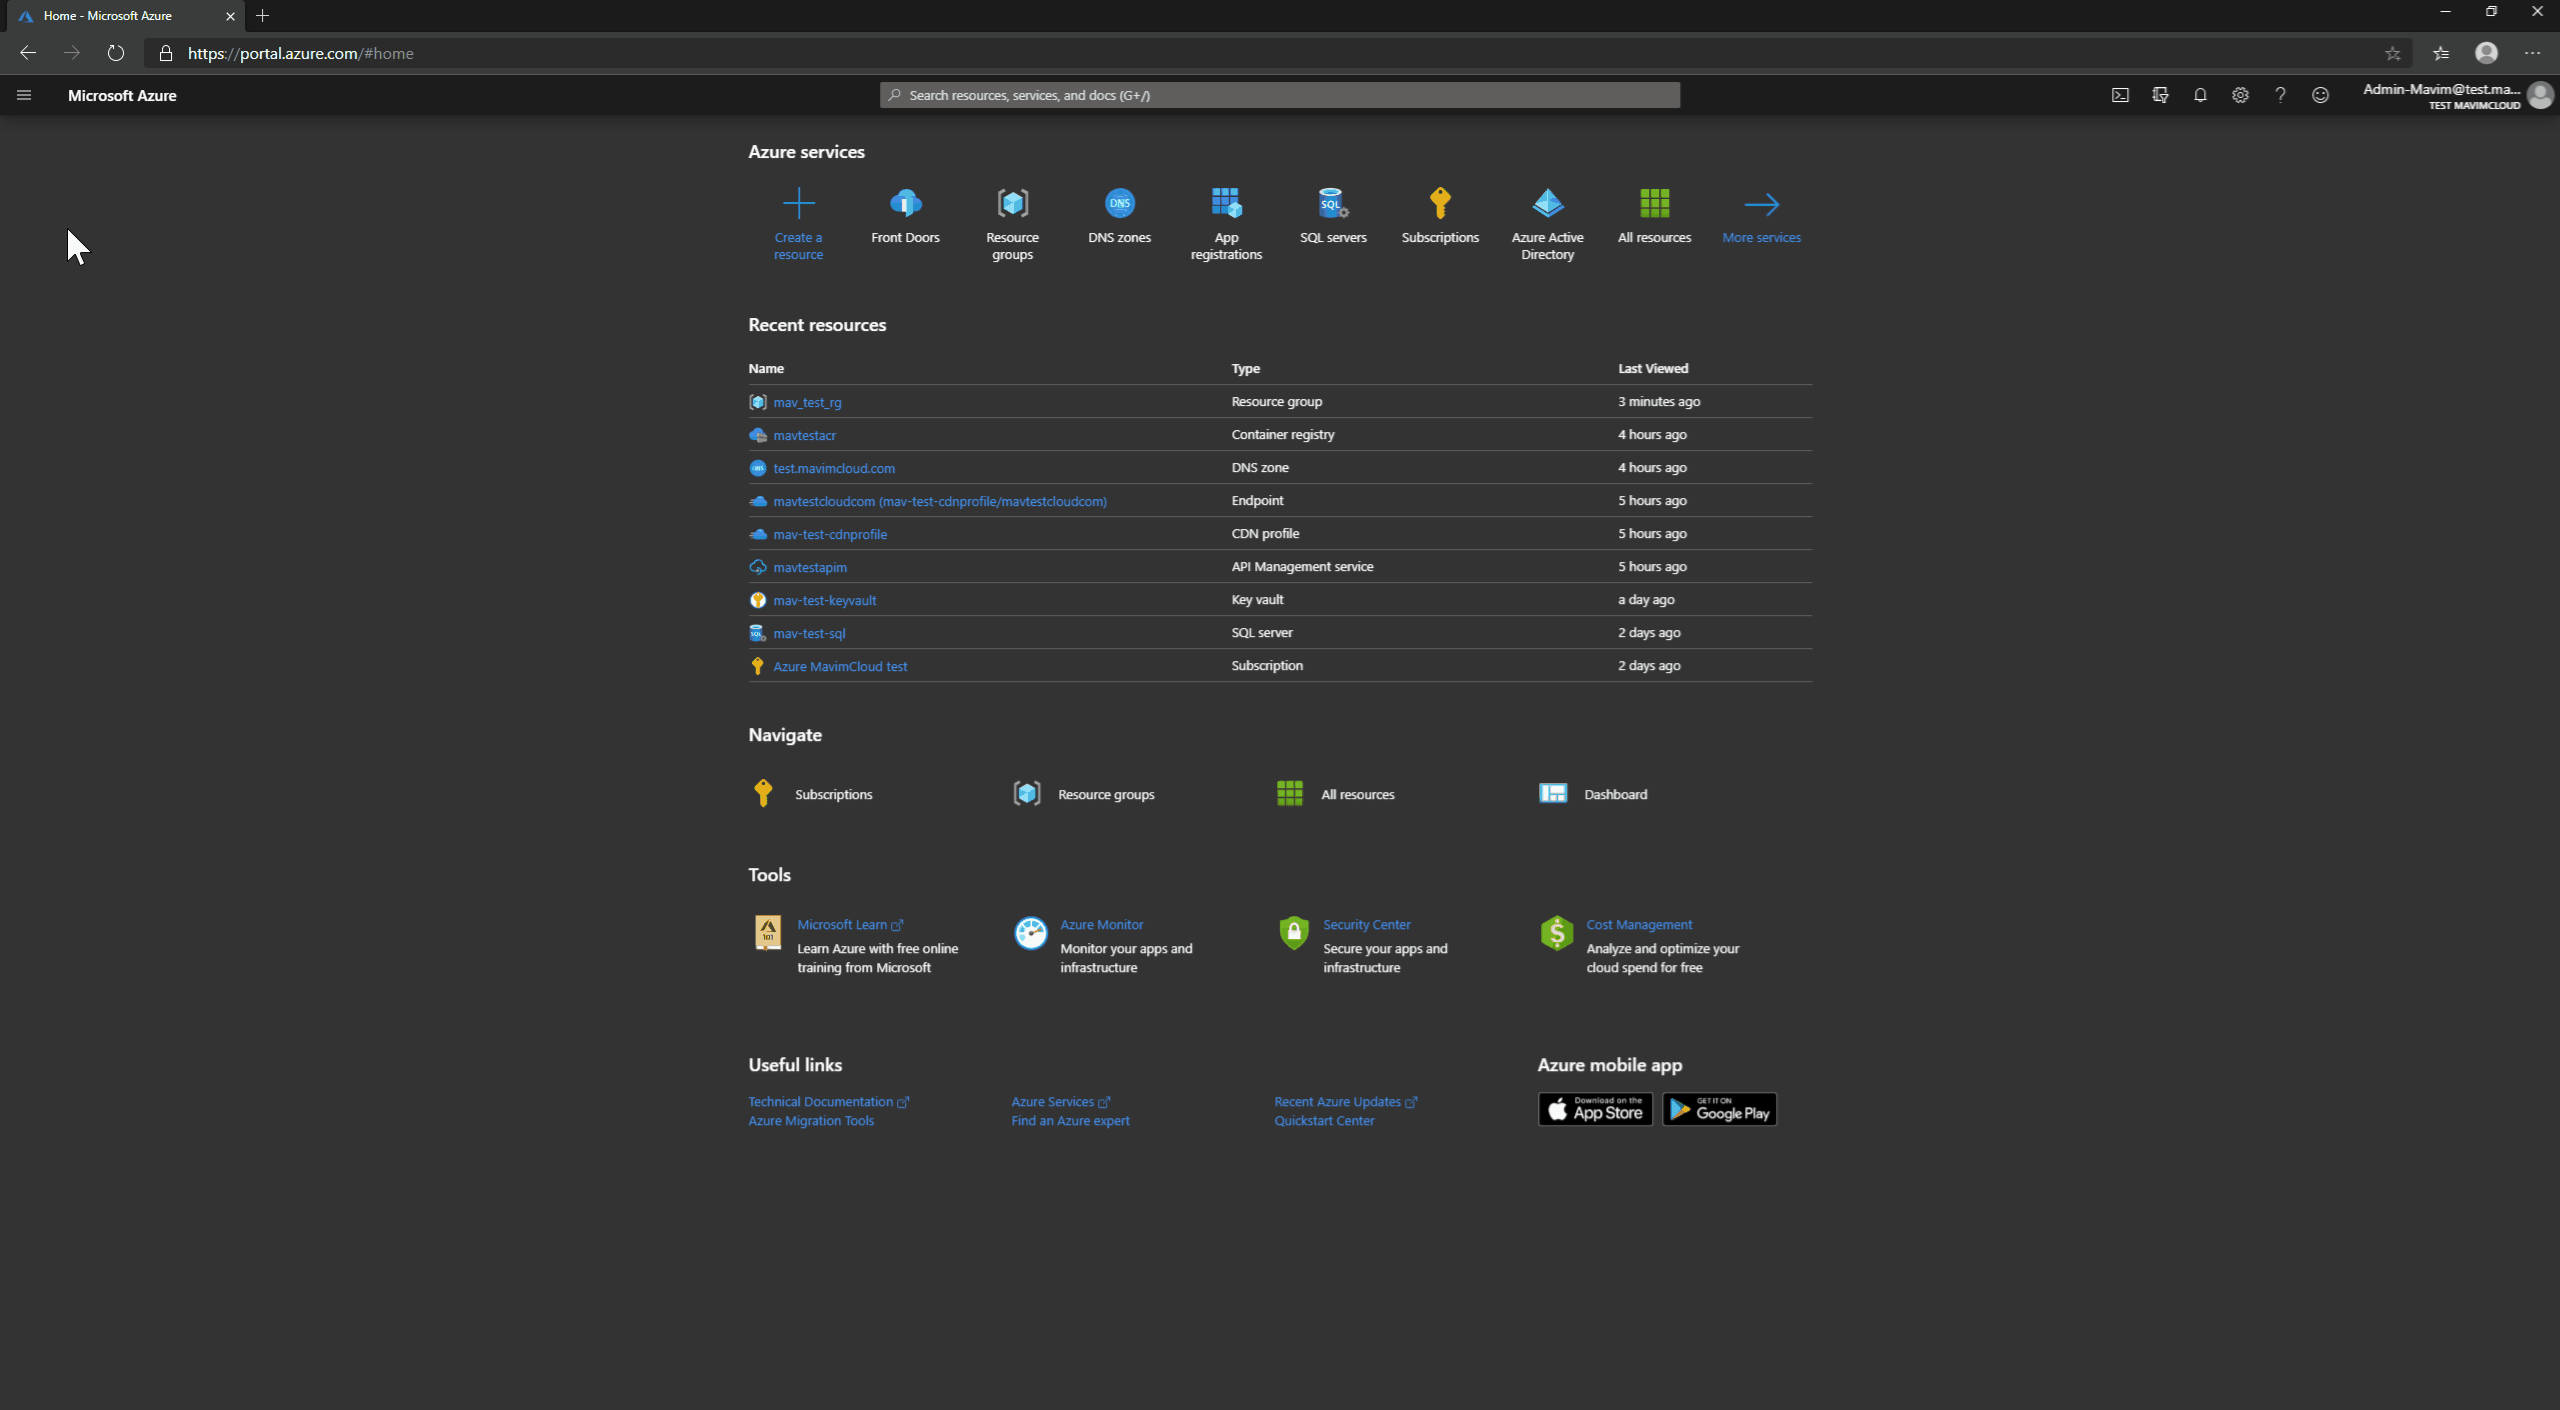 Home - Microsoft Azure
https://portal.azure.com/#home
Microsoft Azure
Search resources, services, and docs (G+/)
Admin-Mavim@test.ma...
TEST MAVIMCLOUD
Azure services
Create a resource
Front Doors
Resource groups
DNS
DNS zones
App registrations
SQL
SQL servers
Subscriptions
Azure Active Directory
All resources
More services
Recent resources
Name Type Last Viewed
mav_test_rg Resource group 3 minutes ago
mavtestacr Container registry 4 hours ago
test.mavimcloud.com DNS zone 4 hours ago
mavtestcloudcom (mav-test-cdnprofile/mavtestcloudcom) Endpoint 5 hours ago
mav-test-cdnprofile CDN profile 5 hours ago
mavtestapim API Management service 5 hours ago
mav-test-keyvault Key vault a day ago
mav-test-sql SQL server 2 days ago
Azure MavimCloud test Subscription 2 days ago
Navigate
Subscriptions Resource groups All resources Dashboard
Tools
101
Microsoft Learn
Learn Azure with free online
training from Microsoft
Azure Monitor
Monitor your apps and
infrastructure
Security Center
Secure your apps and
infrastructure
Cost Management
Analyze and optimize your
cloud spend for free
Useful links
Technical Documentation
Azure Migration Tools
Azure Services
Find an Azure expert
Recent Azure Updates
Quickstart Center
Azure mobile app
Download on the
App Store
GET IT ON
Google Play